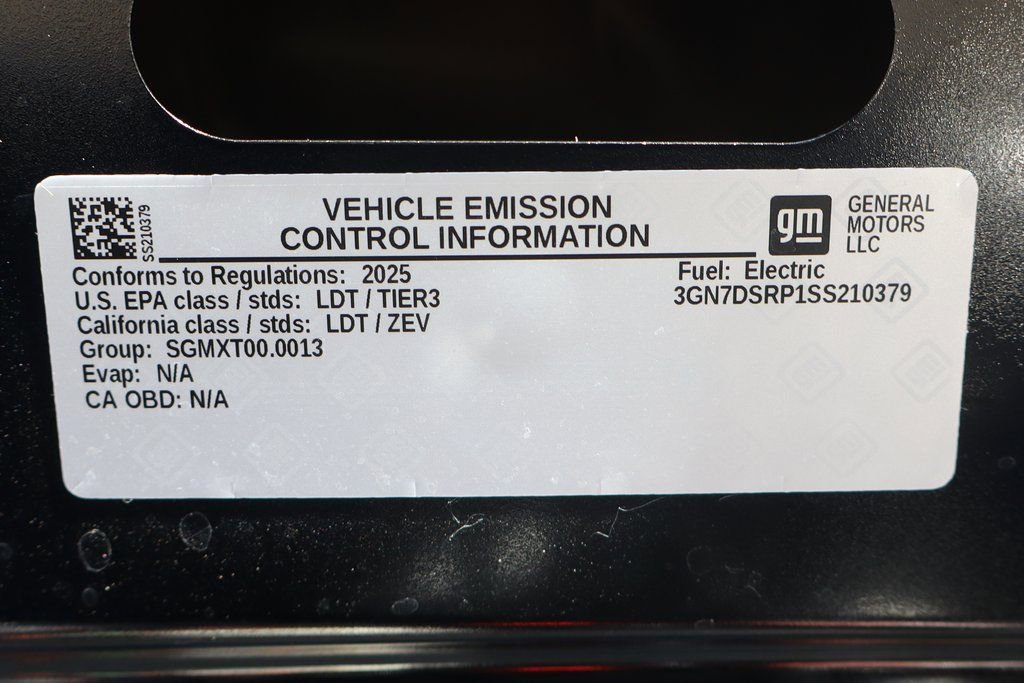 SS210379
VEHICLE EMISSION
CONTROL INFORMATION
gm
GENERAL
MOTORS
LLC
Conforms to Regulations: 2025
U.S. EPA class / stds: LDT / TIER3
California class / stds: LDT / ZEV
Group: SGMXT00.0013
Evap: N/A
CA OBD: N/A
Fuel: Electric
3GN7DSRP1SS210379